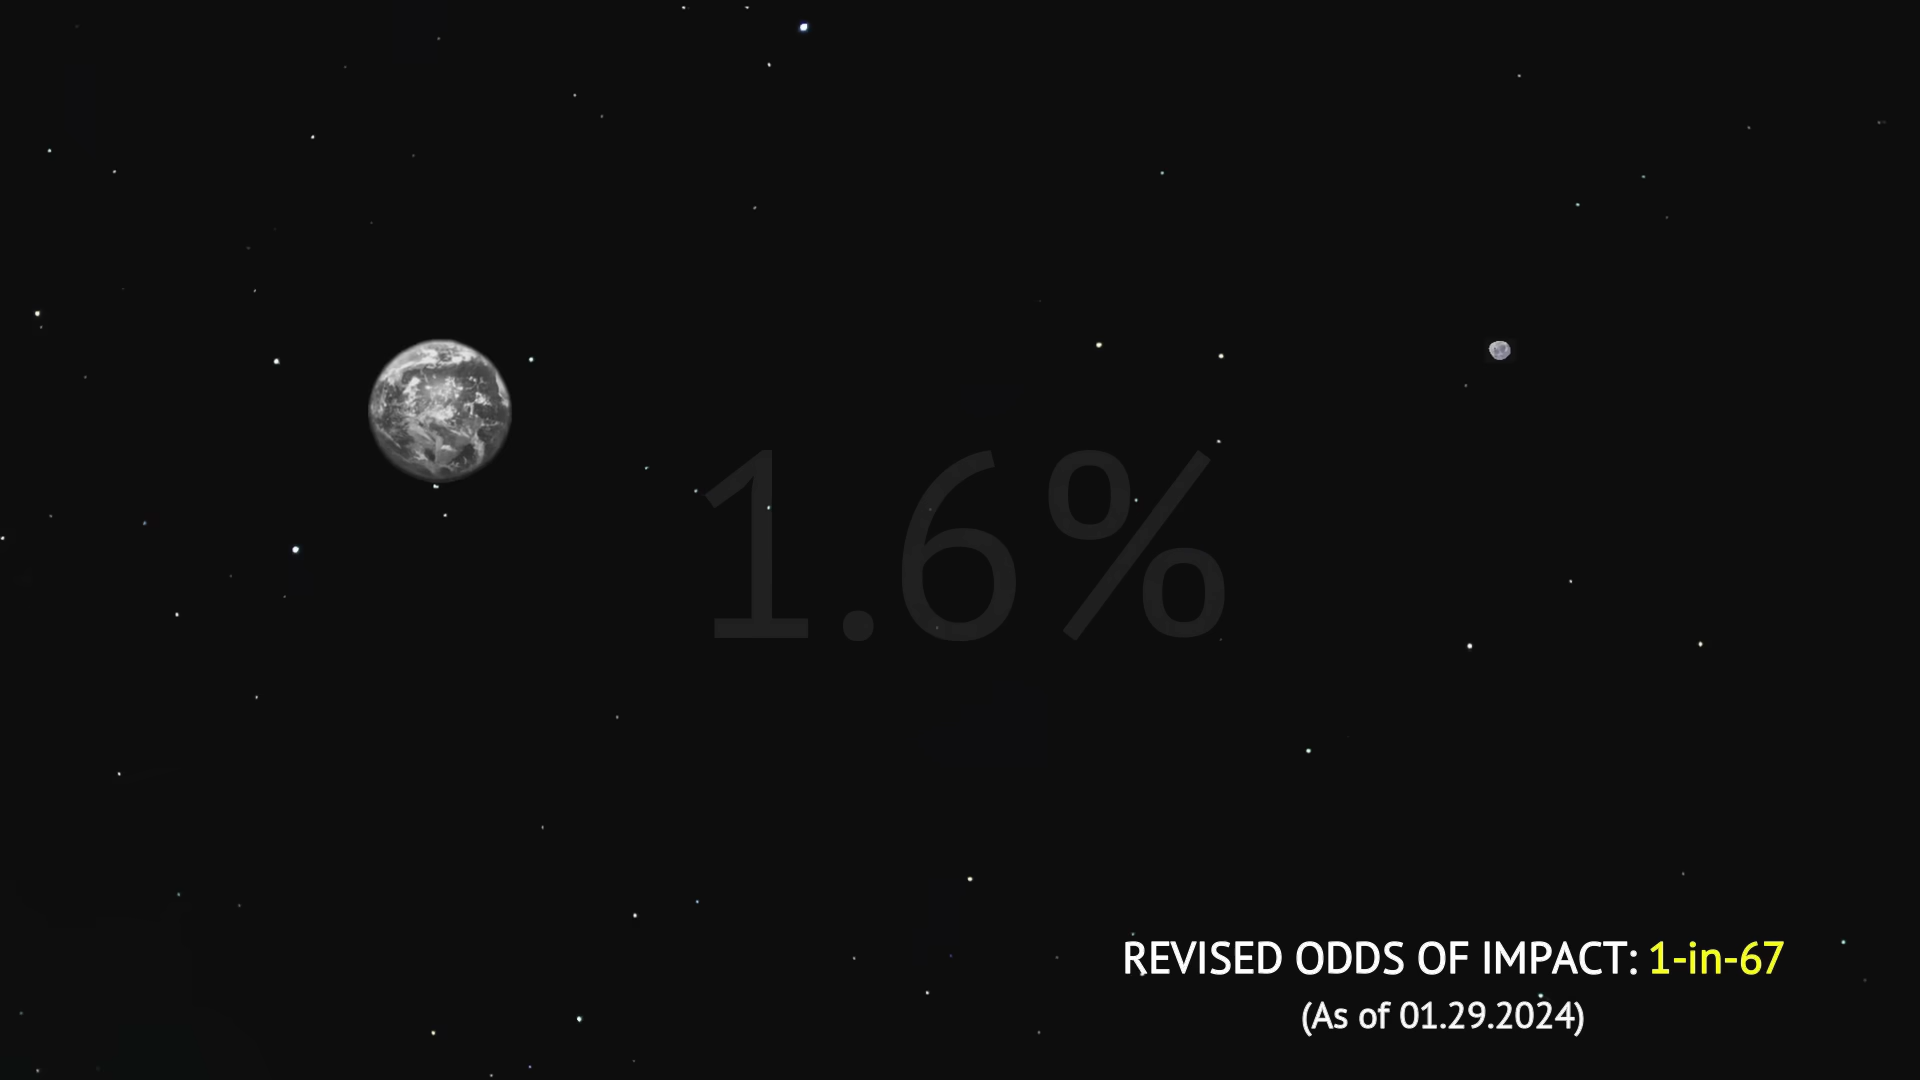 1.6%
REVISED ODDS OF IMPACT: 1-in-67
(As of 01.29.2024)